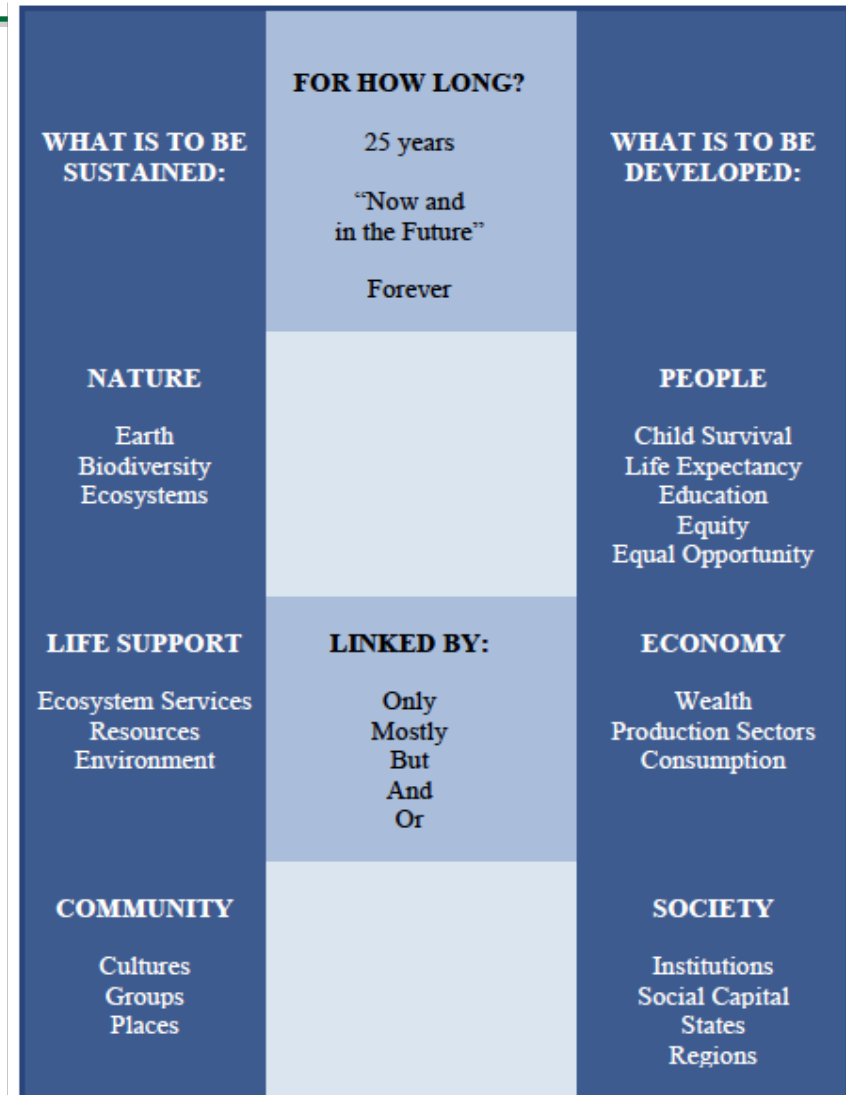 WHAT IS TO BE
SUSTAINED:
FOR HOW LONG?
25 years
“Now and
in the Future”
Forever
WHAT IS TO BE
DEVELOPED:
NATURE
Earth
Biodiversity
Ecosystems
PEOPLE
Child Survival
Life Expectancy
Education
Equity
Equal Opportunity
LIFE SUPPORT
Ecosystem Services
Resources
Environment
LINKED BY:
Only
Mostly
But
And
Or
ECONOMY
Wealth
Production Sectors
Consumption
COMMUNITY
Cultures
Groups
Places
SOCIETY
Institutions
Social Capital
States
Regions